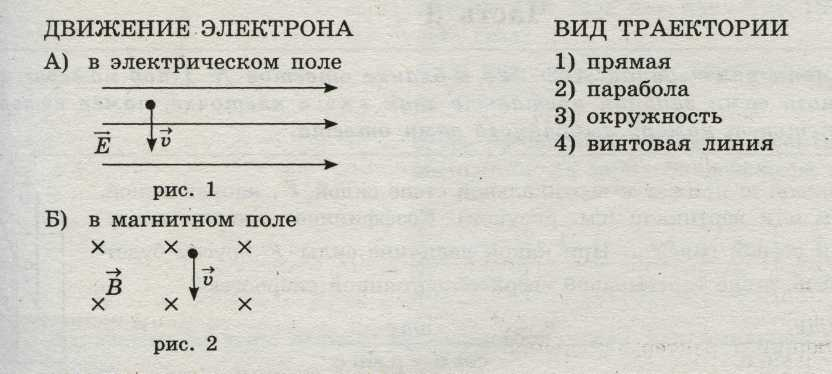 ДВИЖЕНИЕ ЭЛЕКТРОНА
А) в электрическом поле
E
v
рис. 1
Б) в магнитном поле
B
v
рис. 2
ВИД ТРАЕКТОРИИ
1) прямая
2) парабола
3) окружность
4) винтовая линия